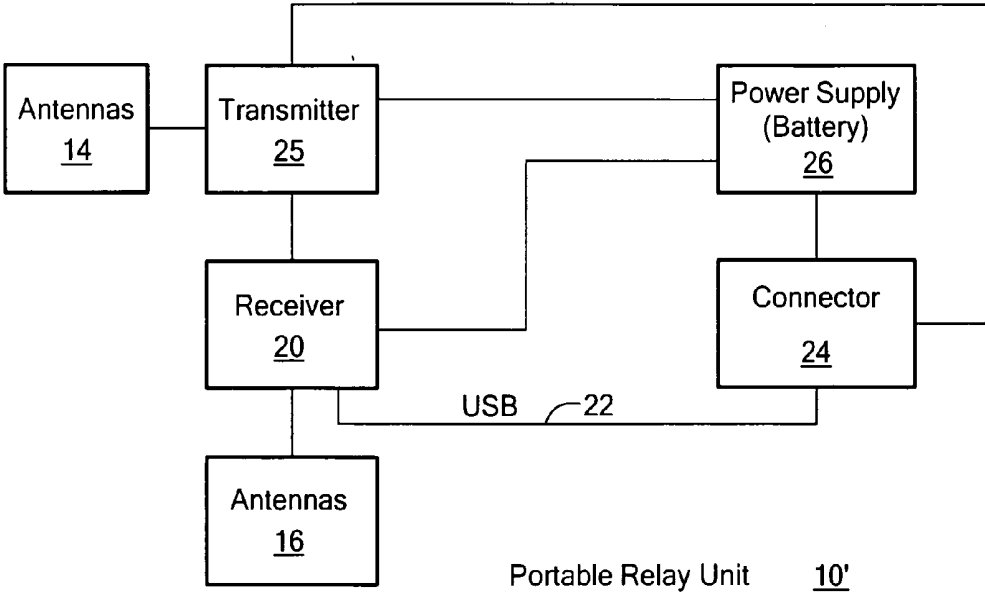 Antennas
14
Transmitter
25
Power Supply
(Battery)
26
Receiver
20
Connector
24
USB 22
Antennas
16
Portable Relay Unit 10'